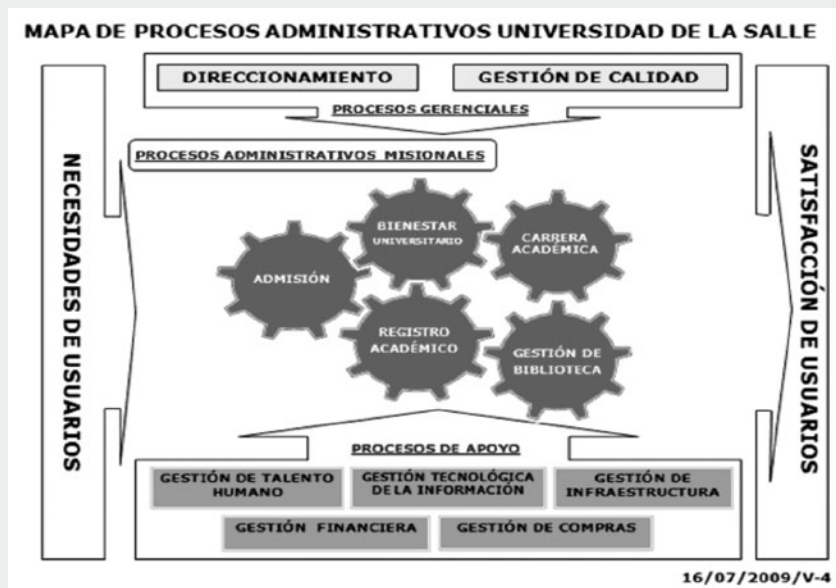 MAPA DE PROCESOS ADMINISTRATIVOS UNIVERSIDAD DE LA SALLE
DIRECCIONAMIENTO
GESTIÓN DE CALIDAD
PROCESOS GERENCIALES
NECESIDADES DE USUARIOS
PROCESOS ADMINISTRATIVOS MISIONALES
BIENESTAR
UNIVERSITARIO
CARRERA
ACADÉMICA
ADMISIÓN
REGISTRO
ACADÉMICO
GESTIÓN DE
BIBLIOTECA
SATISFACCIÓN DE USUARIOS
PROCESOS DE APOYO
GESTIÓN DE TALENTO
HUMANO
GESTIÓN TECNOLÓGICA
DE LA INFORMACIÓN
GESTIÓN DE
INFRAESTRUCTURA
GESTIÓN FINANCIERA
GESTIÓN DE COMPRAS
16/07/2009/V-4